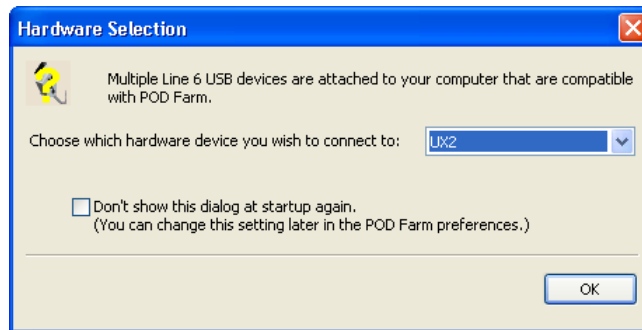 Hardware Selection
Multiple Line 6 USB devices are attached to your computer that are compatible
with POD Farm.
Choose which hardware device you wish to connect to:
UX2
Don't show this dialog at startup again.
(You can change this setting later in the POD Farm preferences.)
OK